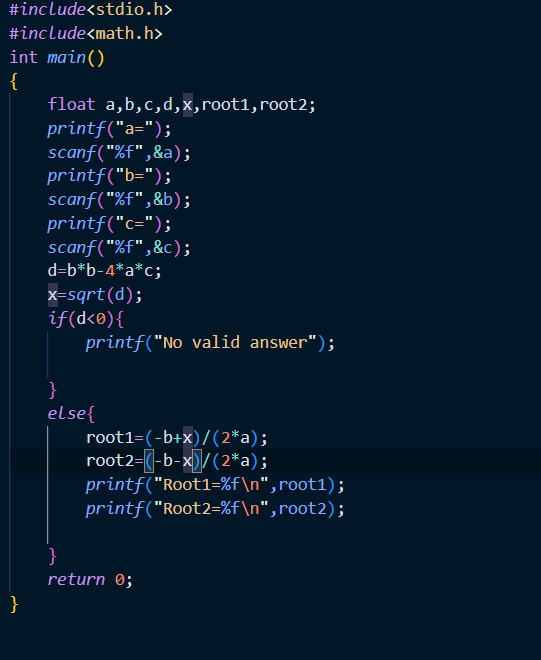 #include<stdio.h>
#include<math.h>
int main()
{
    float a,b,c,d,x,root1,root2;
    printf("a=");
    scanf("%f",&a);
    printf("b=");
    scanf("%f",&b);
    printf("c=");
    scanf("%f",&c);
    d=b*b-4*a*c;
    x=sqrt(d);
    if(d<0){
        printf("No valid answer");
    }
    else{
        root1=(-b+x)/(2*a);
        root2=(-b-x)/(2*a);
        printf("Root1=%f\n",root1);
        printf("Root2=%f\n",root2);
    }
    return 0;
}